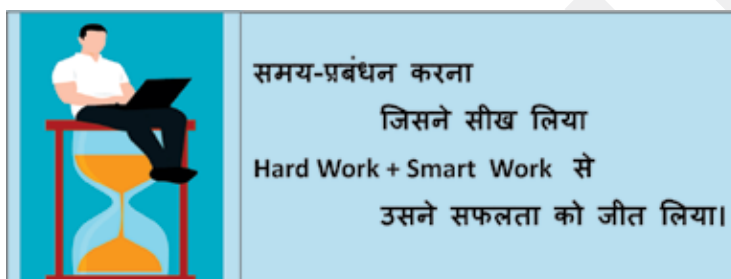 समय-प्रबंधन करना
जिसने सीख लिया
Hard Work + Smart Work से
उसने सफलता को जीत लिया।